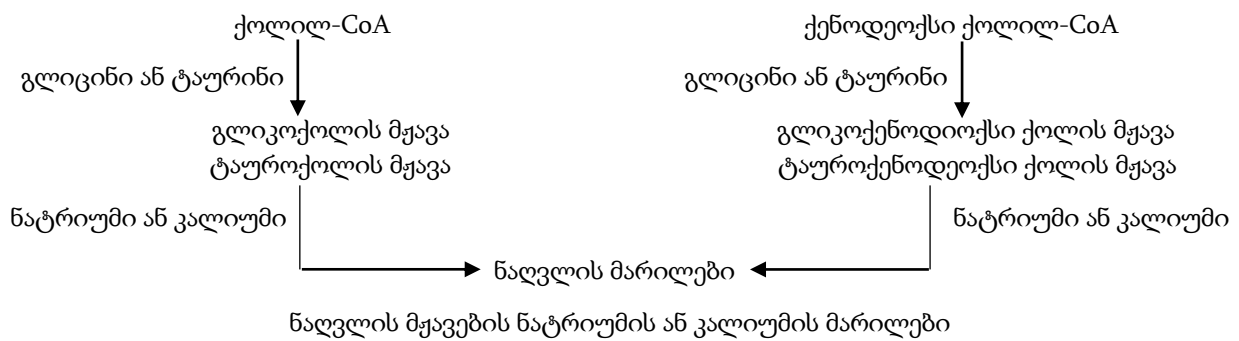 ქოლილ-CoA
ქენოდეოქსი ქოლილ-CoA
გლიცინი ან ტაურინი
გლიცინი ან ტაურინი
გლიკოქოლის მჟავა
გლიკოქენოდიოქსი ქოლის მჟავა
ტაუროქოლის მჟავა
ტაუროქენოდეოქსი ქოლის მჟავა
ნატრიუმი ან კალიუმი
ნატრიუმი ან კალიუმი
ნაღვლის მარილები
ნაღვლის მჟავების ნატრიუმის ან კალიუმის მარილები